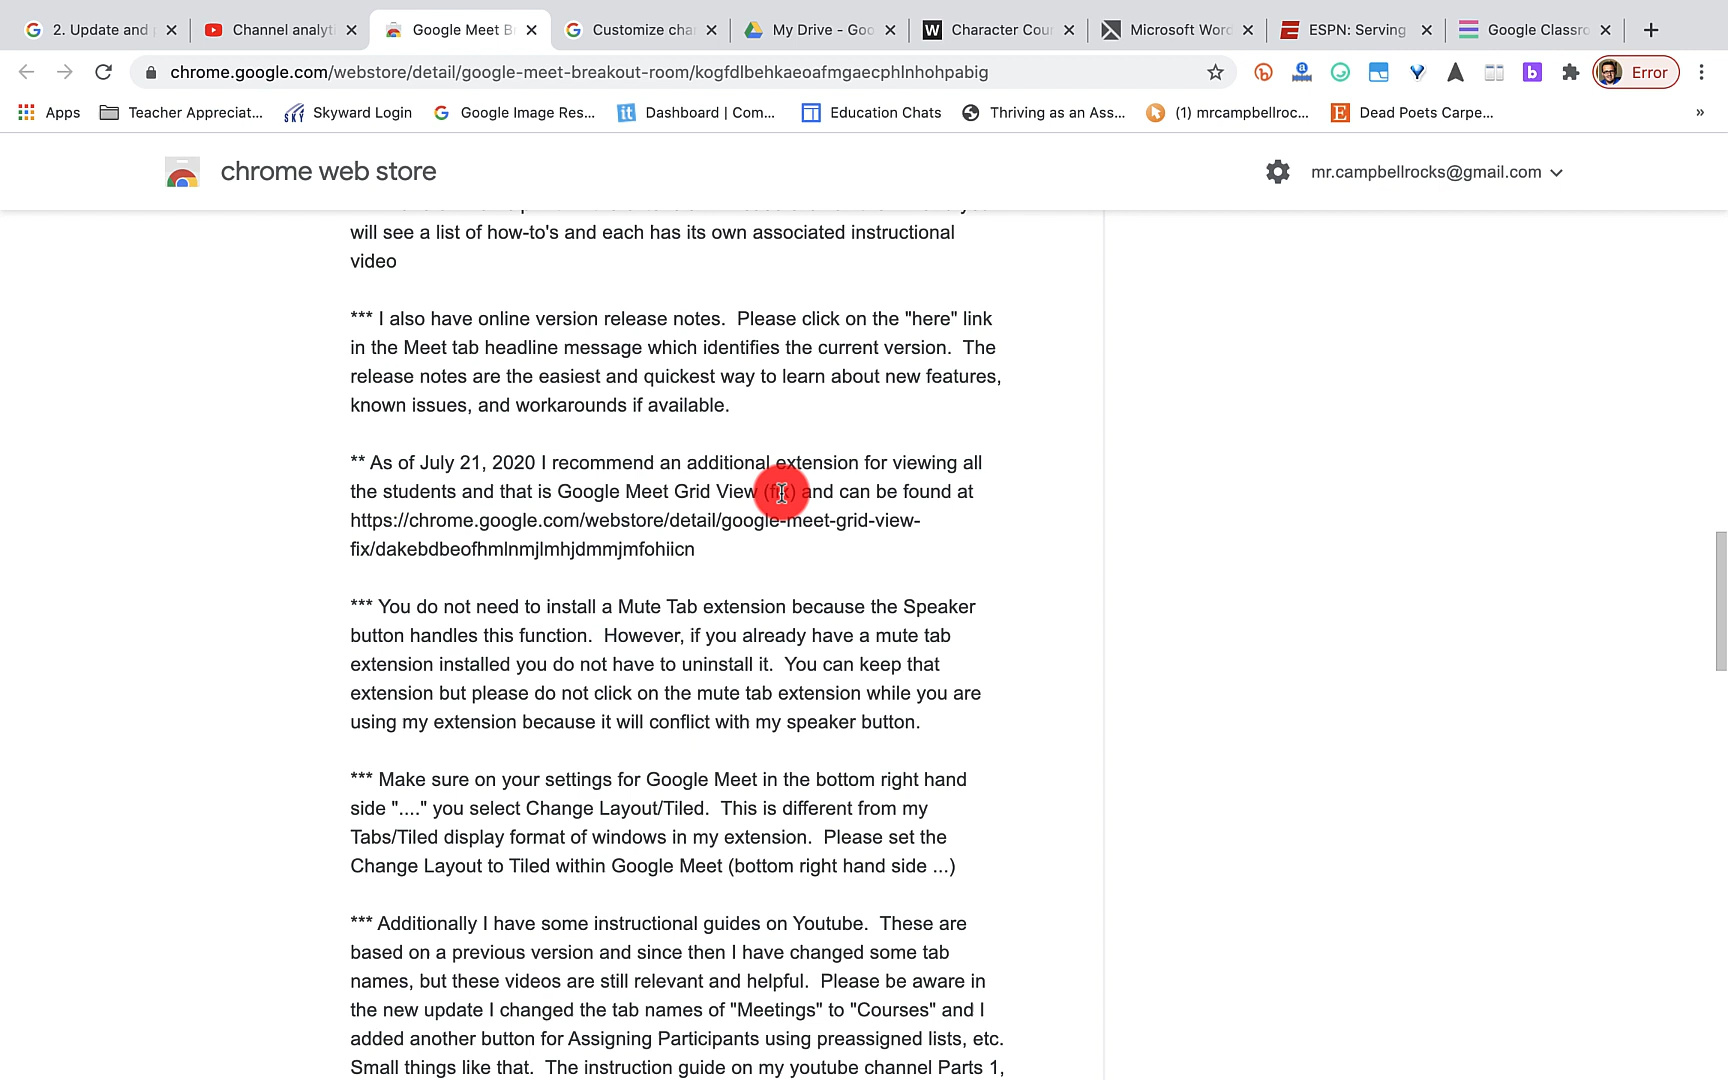 2. Update and
Channel analyti
Google Meet B
Customize cha
My Drive - Goo
Character Cou
Microsoft Word
ESPN: Serving
Google Classro
chrome.google.com/webstore/detail/google-meet-breakout-room/kogfdlbehkaeoafmgaecphlnhohpabig
Error
Apps
Teacher Appreciat...
Skyward Login
Google Image Res...
Dashboard | Com...
Education Chats
Thriving as an Ass...
(1) mrcampbellroc...
Dead Poets Carpe...
»
chrome web store
mr.campbellrocks@gmail.com
will see a list of how-to's and each has its own associated instructional
video
*** I also have online version release notes.  Please click on the "here" link
in the Meet tab headline message which identifies the current version.  The
release notes are the easiest and quickest way to learn about new features,
known issues, and workarounds if available.
** As of July 21, 2020 I recommend an additional extension for viewing all
the students and that is Google Meet Grid View (fix) and can be found at
https://chrome.google.com/webstore/detail/google-meet-grid-view-
fix/dakebdbeofhmlnmjlmhjdmmjmfohiicn
*** You do not need to install a Mute Tab extension because the Speaker
button handles this function.  However, if you already have a mute tab
extension installed you do not have to uninstall it.  You can keep that
extension but please do not click on the mute tab extension while you are
using my extension because it will conflict with my speaker button.
*** Make sure on your settings for Google Meet in the bottom right hand
side "...." you select Change Layout/Tiled.  This is different from my
Tabs/Tiled display format of windows in my extension.  Please set the
Change Layout to Tiled within Google Meet (bottom right hand side ...)
*** Additionally I have some instructional guides on Youtube.  These are
based on a previous version and since then I have changed some tab
names, but these videos are still relevant and helpful.  Please be aware in
the new update I changed the tab names of "Meetings" to "Courses" and I
added another button for Assigning Participants using preassigned lists, etc.
Small things like that.  The instruction guide on my youtube channel Parts 1,